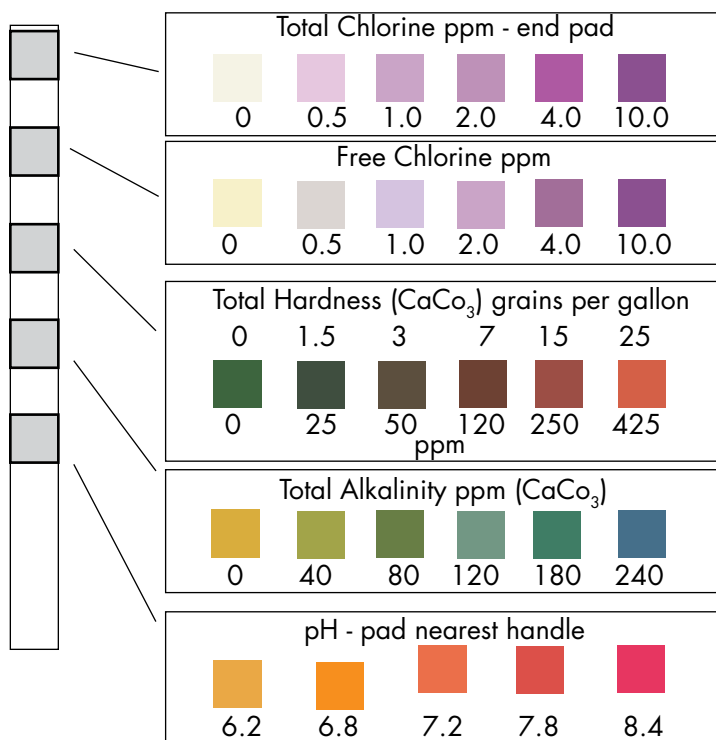 Total Chlorine ppm - end pad
0 0.5 1.0 2.0 4.0 10.0
Free Chlorine ppm
0 0.5 1.0 2.0 4.0 10.0
Total Hardness (CaCo₃) grains per gallon
0 1.5 3 7 15 25
0 25 50 120 250 425
ppm
Total Alkalinity ppm (CaCo₃)
0 40 80 120 180 240
pH - pad nearest handle
6.2 6.8 7.2 7.8 8.4